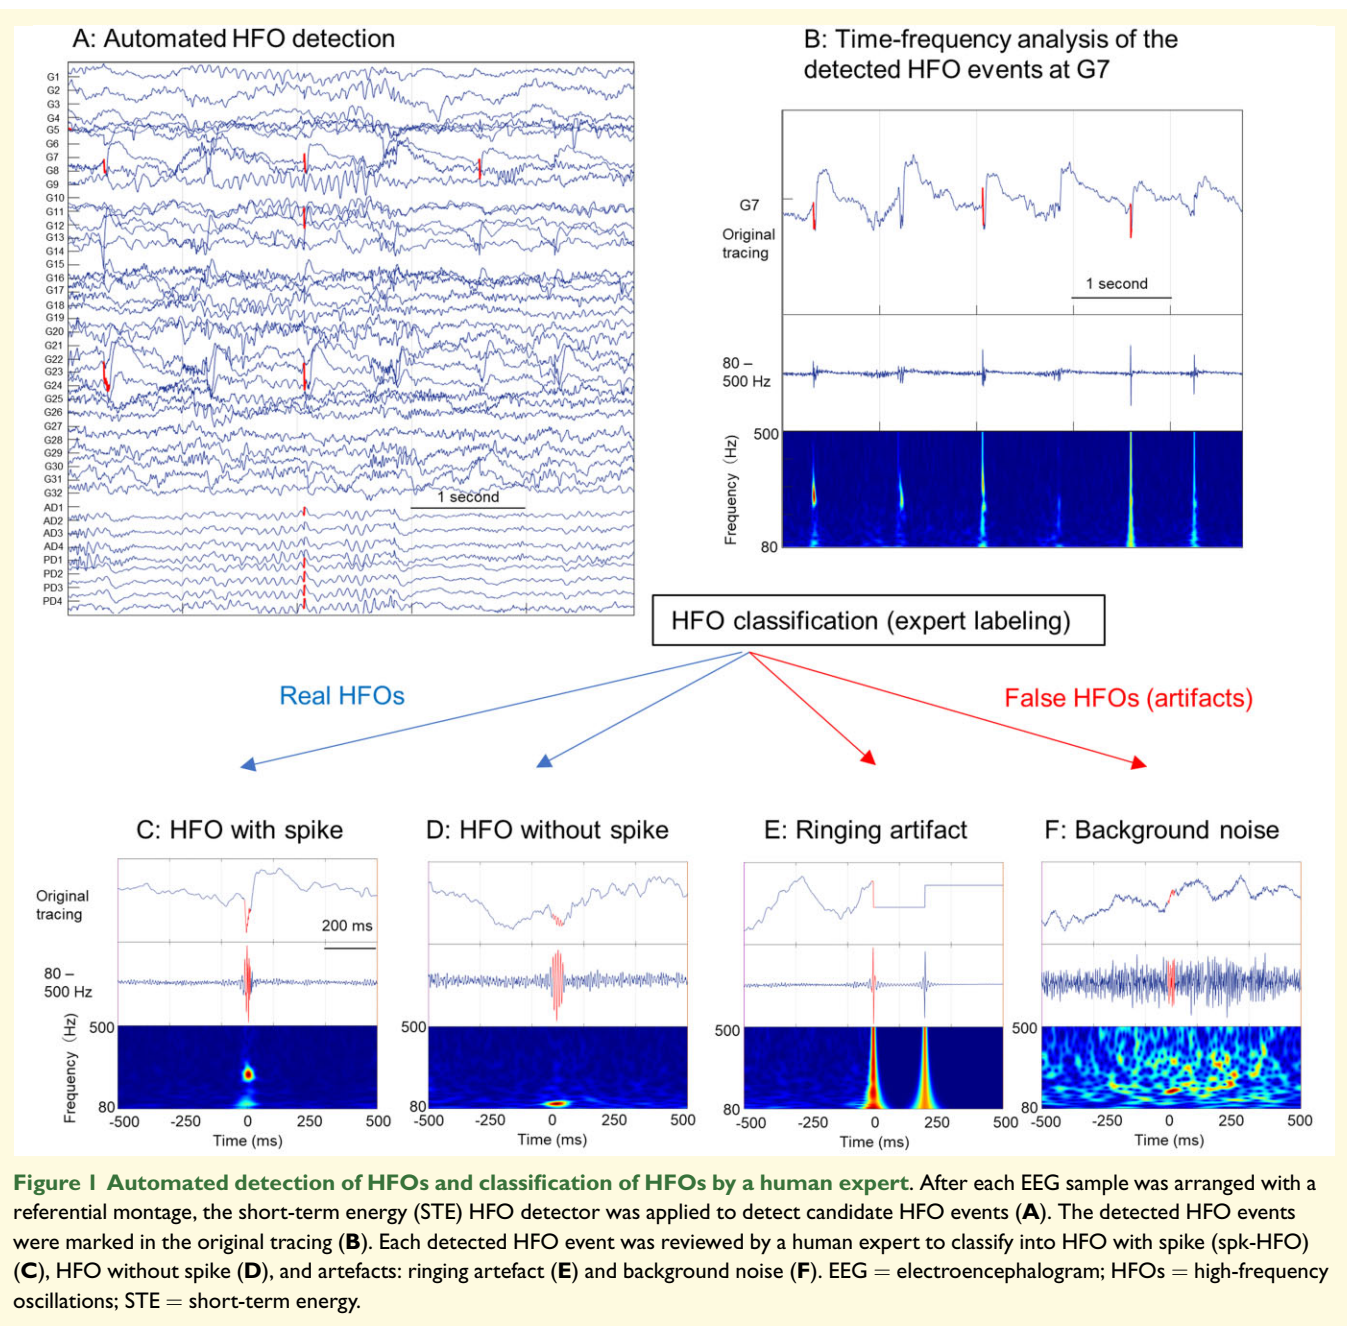 A: Automated HFO detection
G1
G2
G3
G4
G5
G6
G7
G8
G9
G10
G11
G12
G13
G14
G15
G16
G17
G18
G19
G20
G21
G22
G23
G24
G25
G26
G27
G28
G29
G30
G31
G32
AD1
AD2
AD3
AD4
PD1
PD2
PD3
PD4
1 second
B: Time-frequency analysis of the
detected HFO events at G7
G7
Original
tracing
1 second
80 –
500 Hz
500
Frequency (Hz)
80
HFO classification (expert labeling)
Real HFOs
False HFOs (artifacts)
C: HFO with spike
Original
tracing
200 ms
80 –
500 Hz
500
Frequency (Hz)
80
-500 -250 0 250 500
Time (ms)
D: HFO without spike
500
80
-500 -250 0 250 500
Time (ms)
E: Ringing artifact
500
80
-500 -250 0 250 500
Time (ms)
F: Background noise
500
80
-500 -250 0 250 500
Time (ms)
Figure 1 Automated detection of HFOs and classification of HFOs by a human expert. After each EEG sample was arranged with a
referential montage, the short-term energy (STE) HFO detector was applied to detect candidate HFO events (A). The detected HFO events
were marked in the original tracing (B). Each detected HFO event was reviewed by a human expert to classify into HFO with spike (spk-HFO)
(C), HFO without spike (D), and artefacts: ringing artefact (E) and background noise (F). EEG = electroencephalogram; HFOs = high-frequency
oscillations; STE = short-term energy.